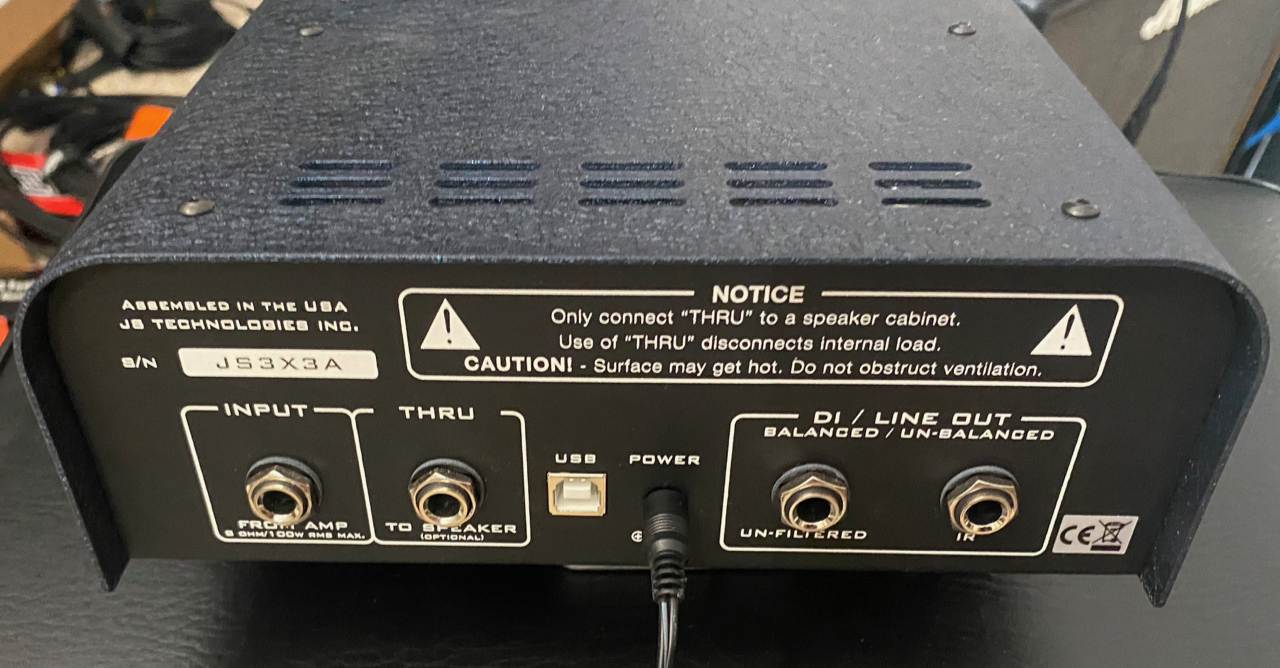 ASSEMBLED IN THE USA
JS TECHNOLOGIES INC.
S/N JS3X3A
NOTICE
Only connect “THRU” to a speaker cabinet.
Use of “THRU” disconnects internal load.
CAUTION! - Surface may get hot. Do not obstruct ventilation.
INPUT
FROM AMP
8 OHM/100W RMS MAX.
THRU
TO SPEAKER
(OPTIONAL)
USB
POWER
DI / LINE OUT
BALANCED / UN-BALANCED
UN-FILTERED
IR
CE